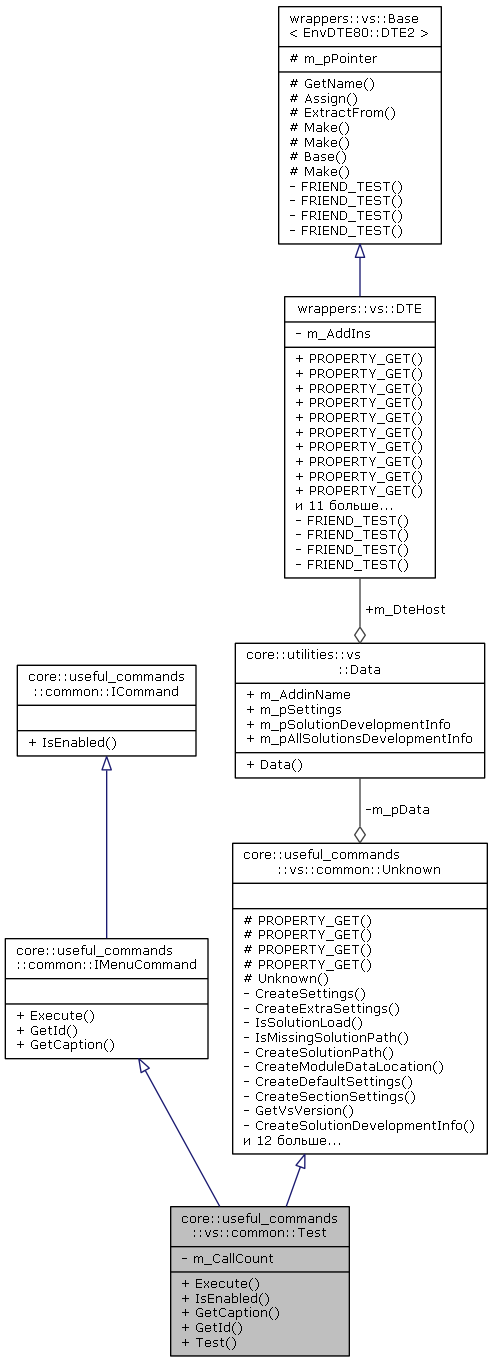 wrappers::vs::Base
< EnvDTE80::DTE2 >
# m_pPointer
# GetName()
# Assign()
# ExtractFrom()
# Make()
# Make()
# Base()
# Make()
- FRIEND_TEST()
- FRIEND_TEST()
- FRIEND_TEST()
- FRIEND_TEST()
wrappers::vs::DTE
- m_AddIns
+ PROPERTY_GET()
+ PROPERTY_GET()
+ PROPERTY_GET()
+ PROPERTY_GET()
+ PROPERTY_GET()
+ PROPERTY_GET()
+ PROPERTY_GET()
+ PROPERTY_GET()
+ PROPERTY_GET()
+ PROPERTY_GET()
и 11 больше...
- FRIEND_TEST()
- FRIEND_TEST()
- FRIEND_TEST()
- FRIEND_TEST()
+m_DteHost
core::utilities::vs
::Data
+ m_AddinName
+ m_pSettings
+ m_pSolutionDevelopmentInfo
+ m_pAllSolutionsDevelopmentInfo
+ Data()
core::useful_commands
::common::ICommand
+ IsEnabled()
-m_pData
core::useful_commands
::vs::common::Unknown
# PROPERTY_GET()
# PROPERTY_GET()
# PROPERTY_GET()
# PROPERTY_GET()
# Unknown()
- CreateSettings()
- CreateExtraSettings()
- IsSolutionLoad()
- IsMissingSolutionPath()
- CreateSolutionPath()
- CreateModuleDataLocation()
- CreateDefaultSettings()
- CreateSectionSettings()
- GetVsVersion()
- CreateSolutionDevelopmentInfo()
и 12 больше...
core::useful_commands
::common::IMenuCommand
+ Execute()
+ GetId()
+ GetCaption()
core::useful_commands
::vs::common::Test
- m_CallCount
+ Execute()
+ IsEnabled()
+ GetCaption()
+ GetId()
+ Test()